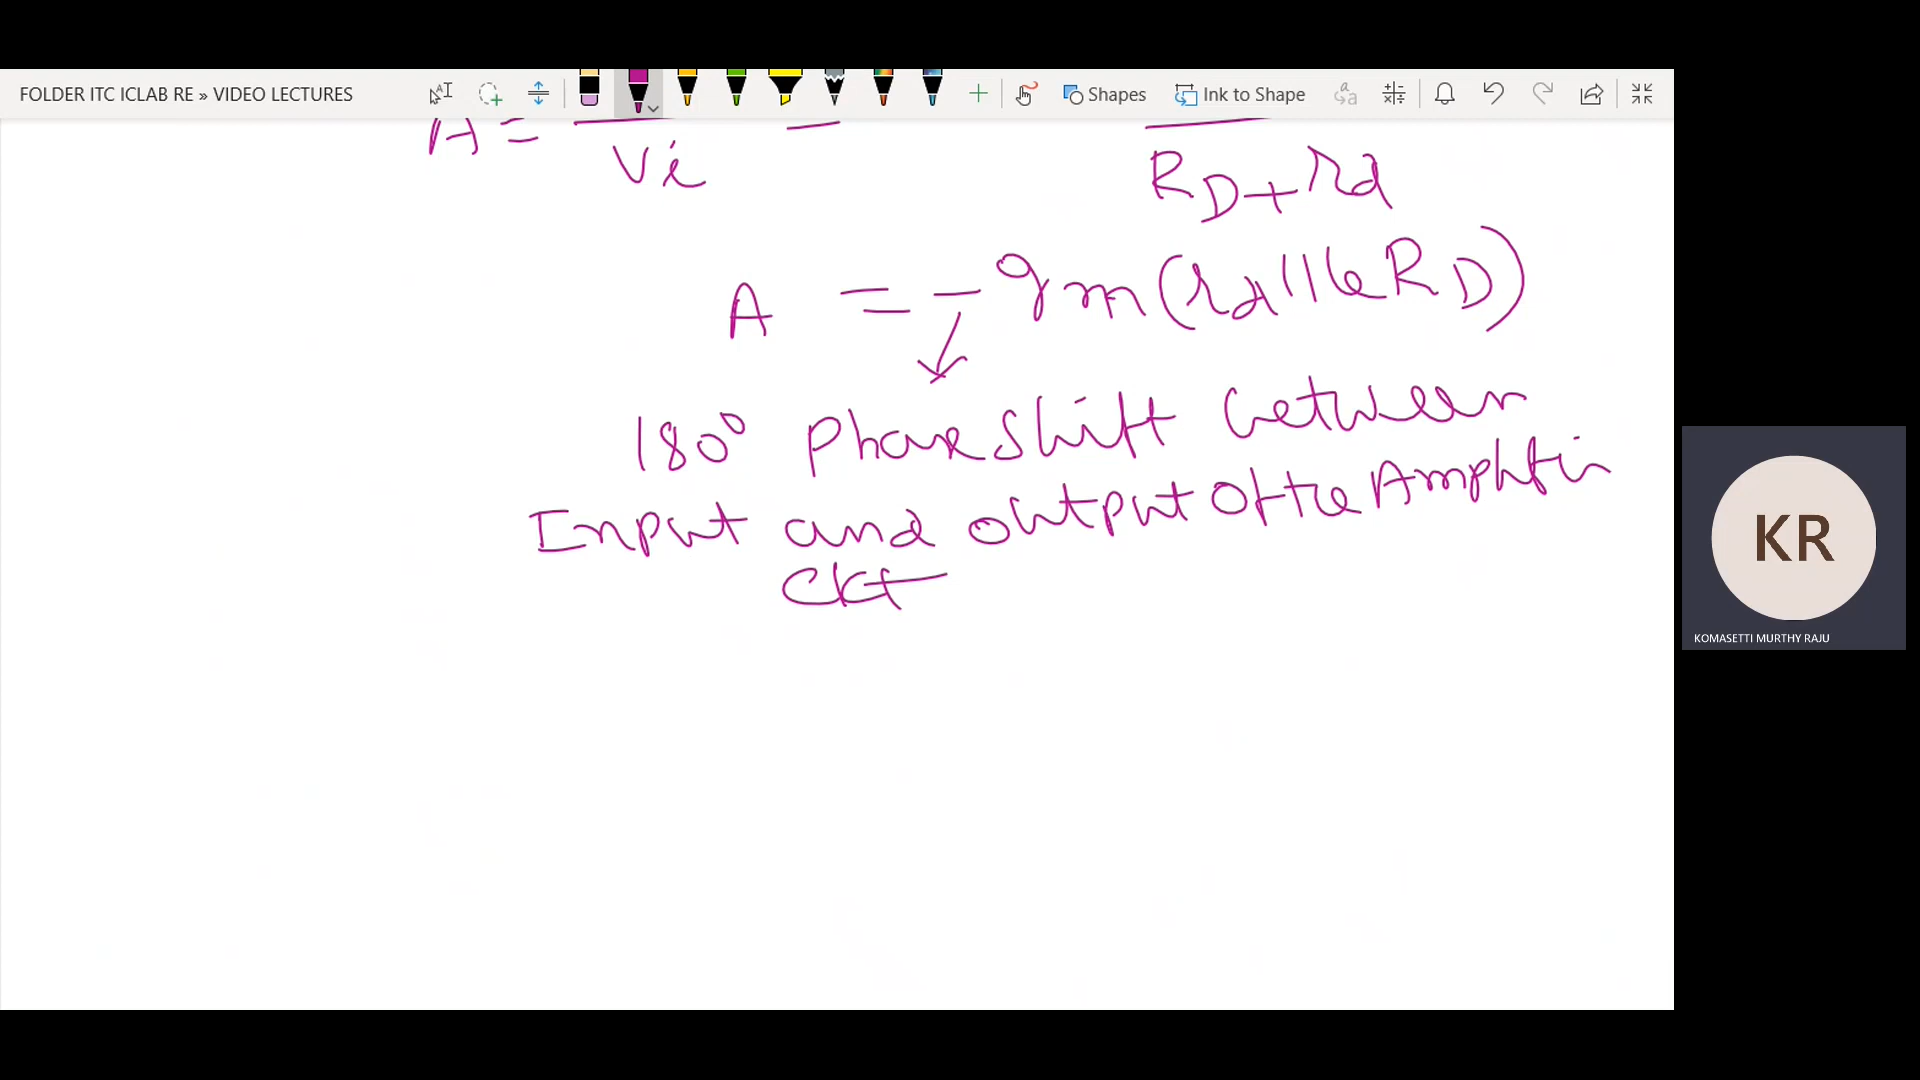 FOLDER ITC ICLAB RE » VIDEO LECTURES
Shapes
Ink to Shape
A =
Vi
=
RD + rd
A = - gm (rd || le RD)
180° Phase Shift between
Input and output Of the Amplifier
CKT
KR
KOMASETTI MURTHY RAJU